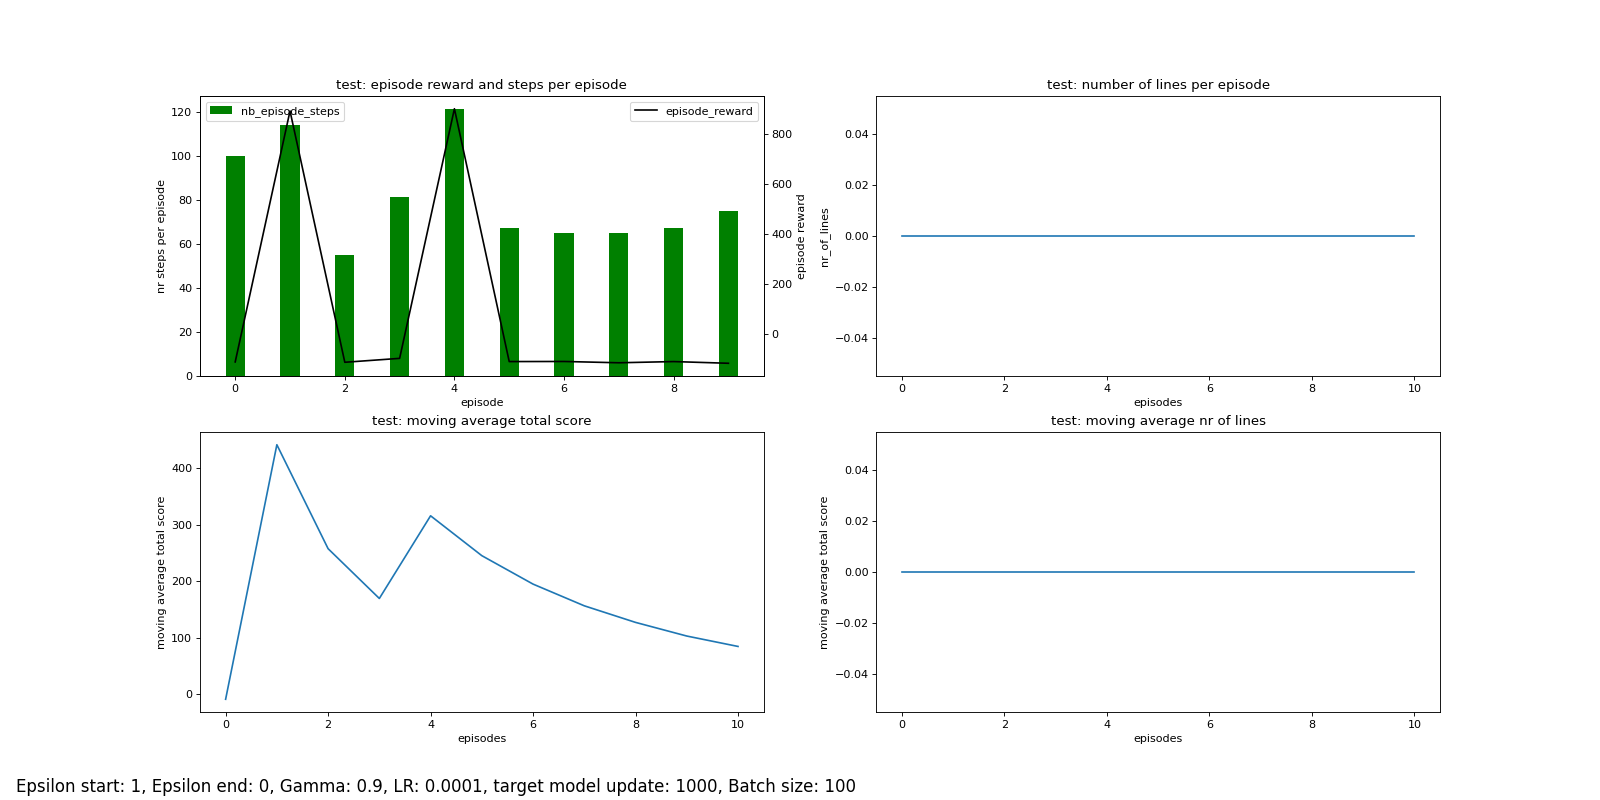 test: episode reward and steps per episode
nb_episode_steps
episode_reward
120
100
80
60
40
20
0
nr steps per episode
800
600
400
200
0
episode reward
0 2 4 6 8
episode
test: number of lines per episode
0.04
0.02
0.00
−0.02
−0.04
nr_of_lines
0 2 4 6 8 10
episodes
test: moving average total score
400
300
200
100
0
moving average total score
0 2 4 6 8 10
episodes
test: moving average nr of lines
0.04
0.02
0.00
−0.02
−0.04
moving average total score
0 2 4 6 8 10
episodes
Epsilon start: 1, Epsilon end: 0, Gamma: 0.9, LR: 0.0001, target model update: 1000, Batch size: 100